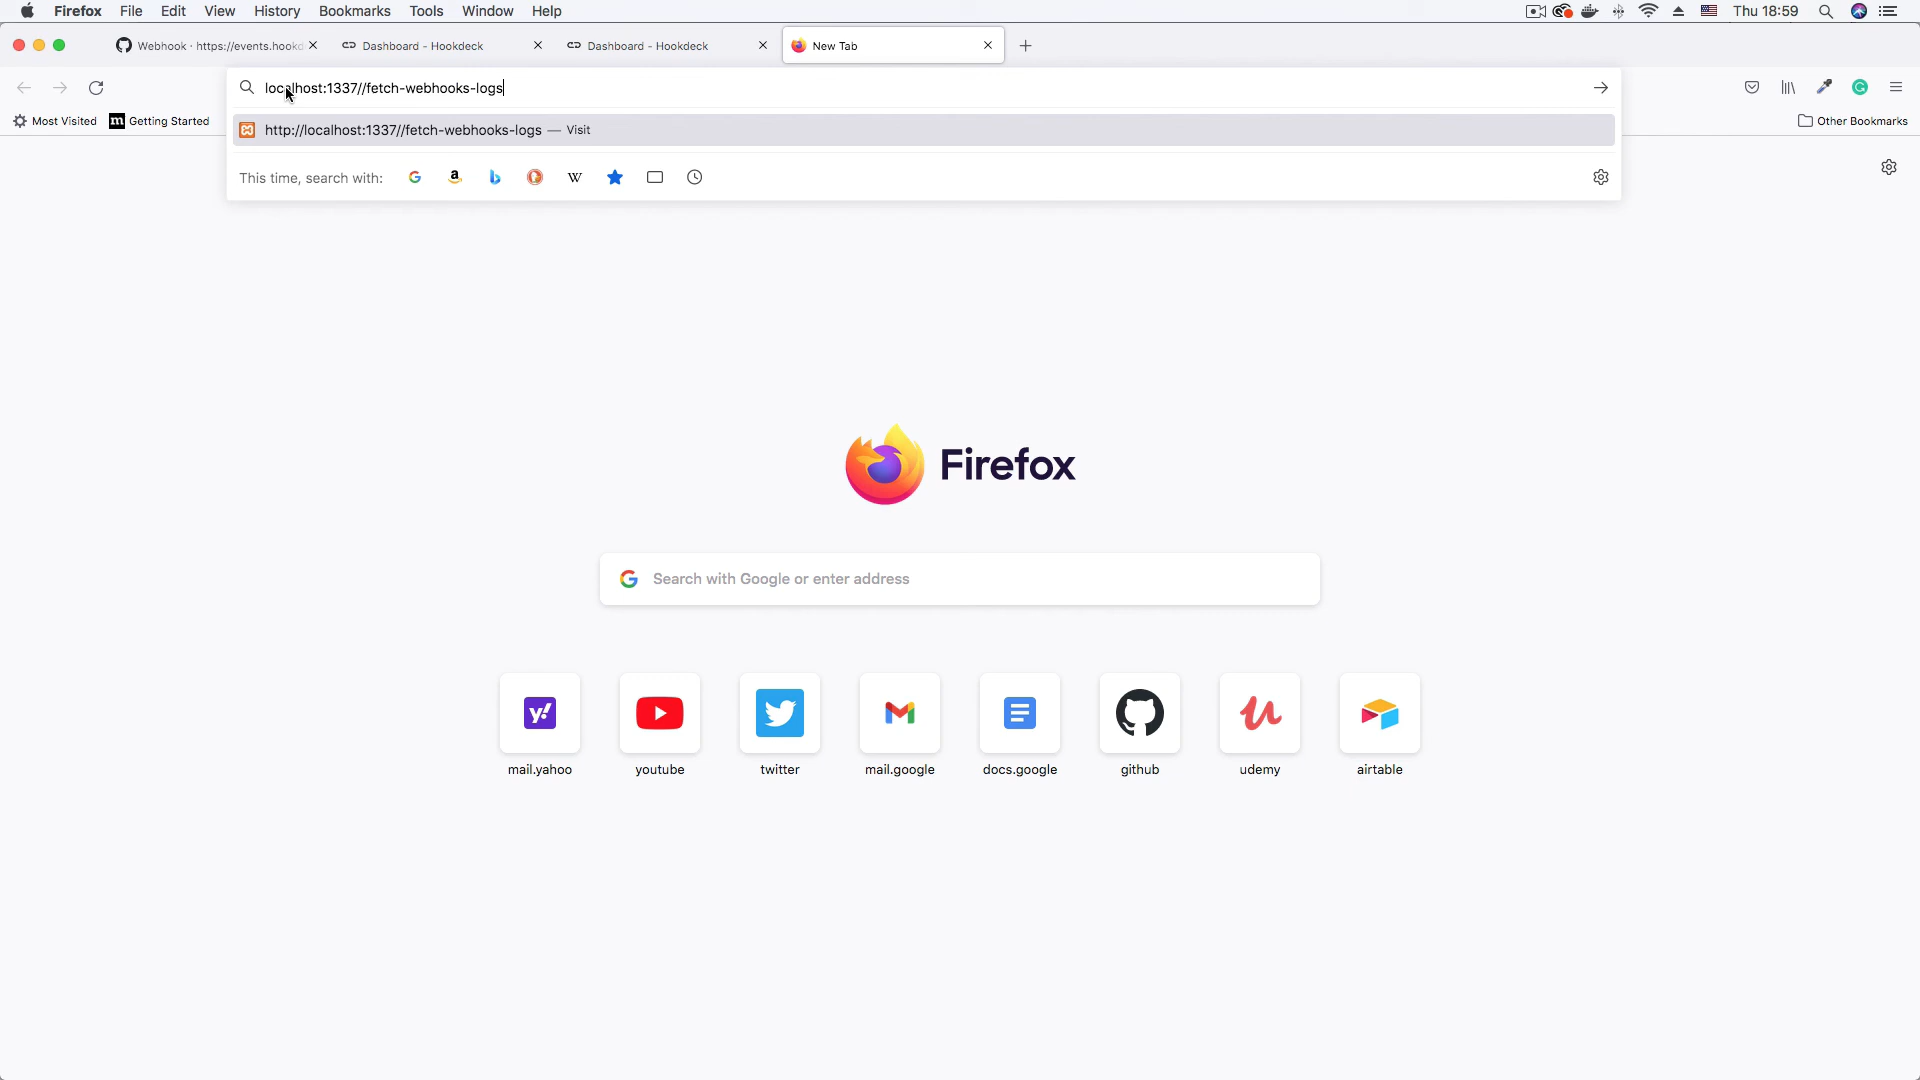 Firefox File Edit View History Bookmarks Tools Window Help Thu 18:59
Webhook · https://events.hookd Dashboard - Hookdeck Dashboard - Hookdeck New Tab
localhost:1337//fetch-webhooks-logs
Most Visited m Getting Started Other Bookmarks
http://localhost:1337//fetch-webhooks-logs — Visit
This time, search with: G a b W
Firefox
G Search with Google or enter address
y!
mail.yahoo youtube twitter mail.google docs.google github udemy airtable